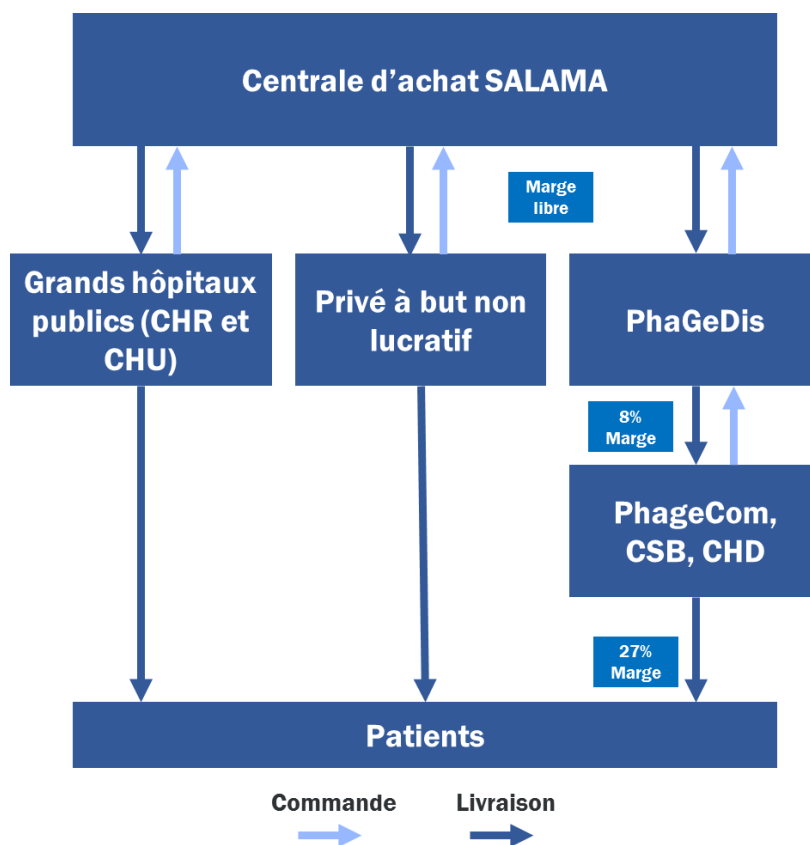 Centrale d'achat SALAMA
Marge
libre
Grands hôpitaux
publics (CHR et
CHU)
Privé à but non
lucratif
PhaGeDis
8%
Marge
PhageCom,
CSB, CHD
27%
Marge
Patients
Commande
Livraison